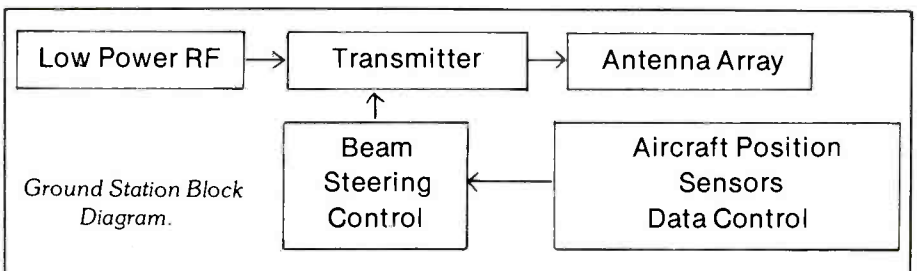 Low Power RF
Transmitter
Antenna Array
Beam
Steering
Control
Aircraft Position
Sensors
Data Control
Ground Station Block
Diagram.